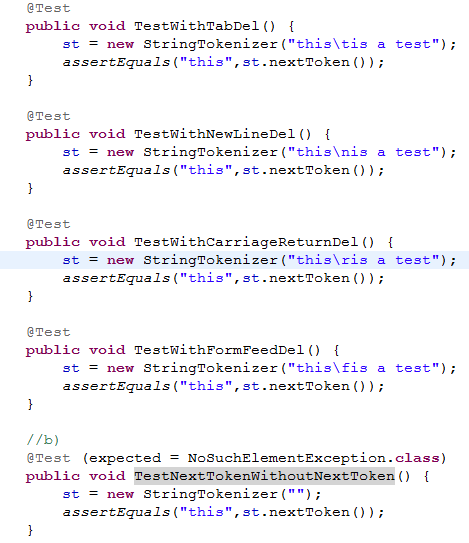 @Test
public void TestWithTabDel() {
st = new StringTokenizer("this\tis a test");
assertEquals("this",st.nextToken());
}
@Test
public void TestWithNewLineDel() {
st = new StringTokenizer("this\nis a test");
assertEquals("this",st.nextToken());
}
@Test
public void TestWithCarriageReturnDel() {
st = new StringTokenizer("this\ris a test");
assertEquals("this",st.nextToken());
}
@Test
public void TestWithFormFeedDel() {
st = new StringTokenizer("this\fis a test");
assertEquals("this",st.nextToken());
}
//b)
@Test (expected = NoSuchElementException.class)
public void TestNextTokenWithoutNextToken() {
st = new StringTokenizer("");
assertEquals("this",st.nextToken());
}